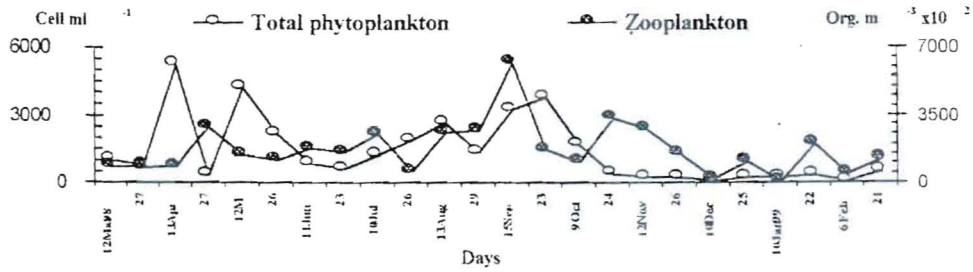 Cell ml -1 Total phytoplankton Zooplankton Org. m -3 x10 2
6000 7000
3000 3500
0 0
12Ma98 27 13Apr 27 12M 26 11Jun 23 10Jul 26 13Aug 29 15Sep 23 9Oct 24 12Nov 26 10Dec 25 10Jan99 22 6Feb 21
Days